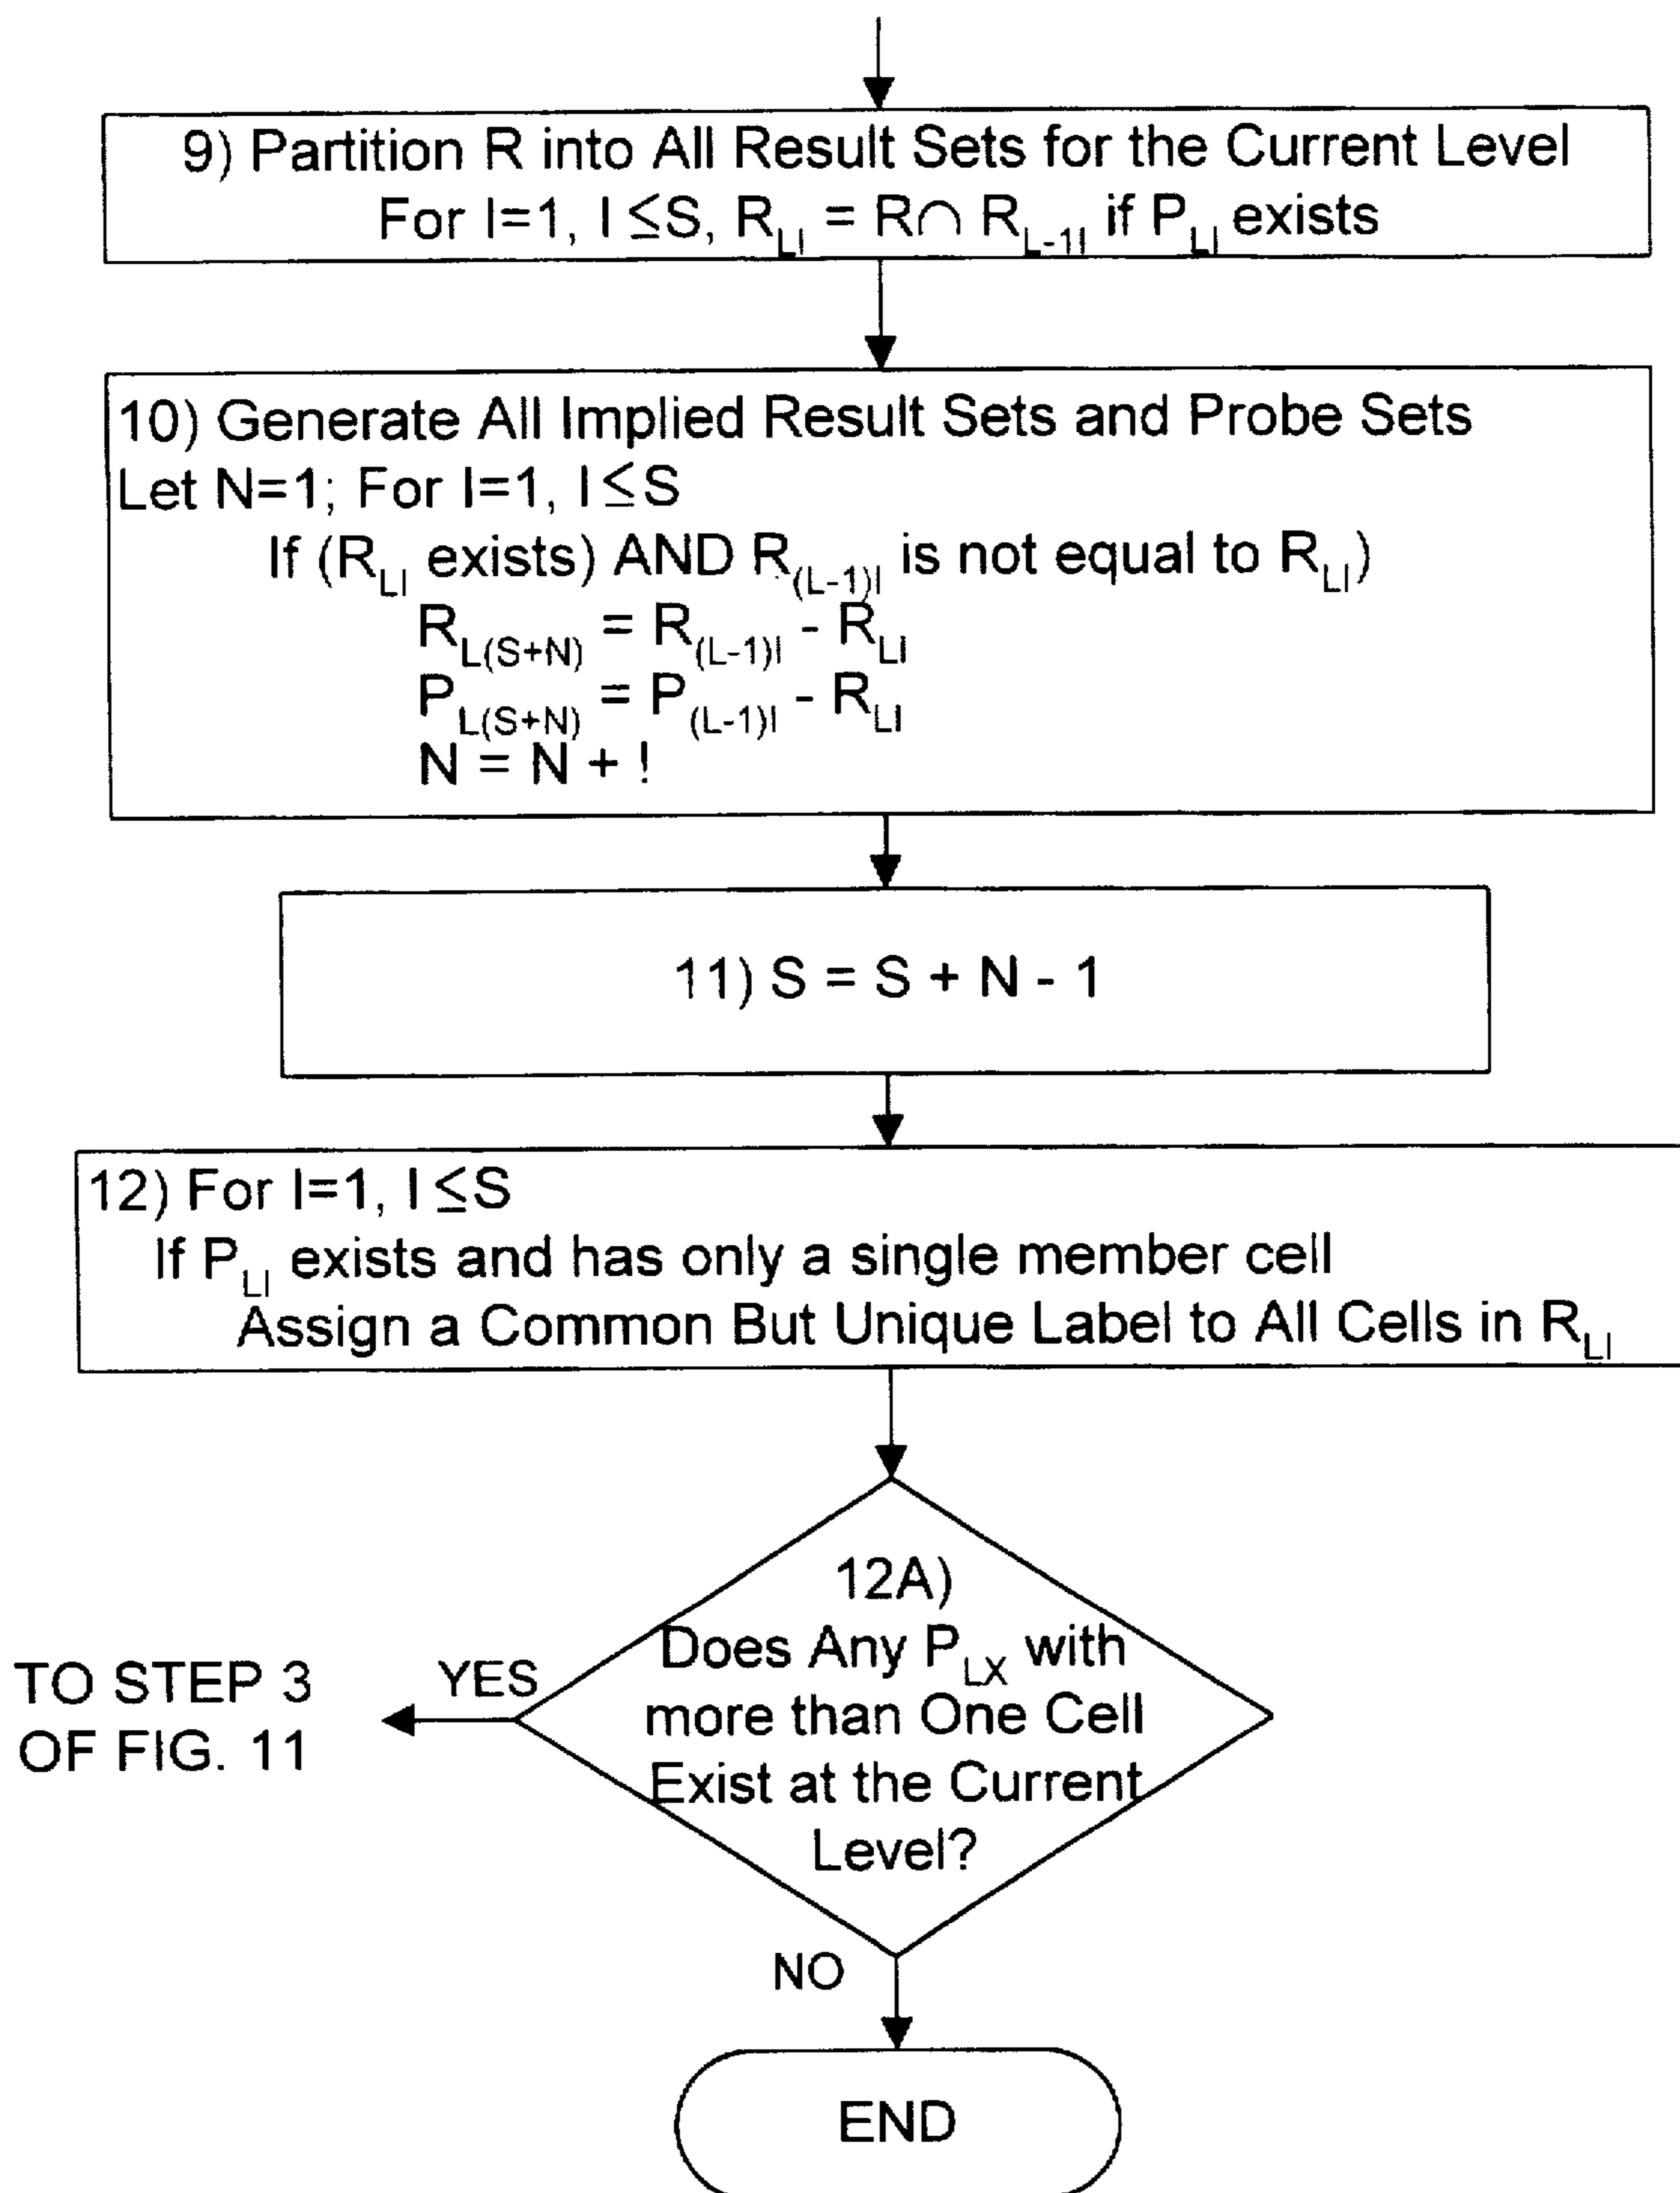 9) Partition R into All Result Sets for the Current Level
For I=1, I ≤S, R_LI = R∩ R_L-1I if P_LI exists
10) Generate All Implied Result Sets and Probe Sets
Let N=1; For I=1, I ≤S
If (R_LI exists) AND R_(L-1)I is not equal to R_LI)
R_L(S+N) = R_(L-1)I - R_LI
P_L(S+N) = P_(L-1)I - R_LI
N = N + !
11) S = S + N - 1
12) For I=1, I ≤S
If P_LI exists and has only a single member cell
Assign a Common But Unique Label to All Cells in R_LI
12A)
Does Any P_LX with
more than One Cell
Exist at the Current
Level?
YES
TO STEP 3
OF FIG. 11
NO
END